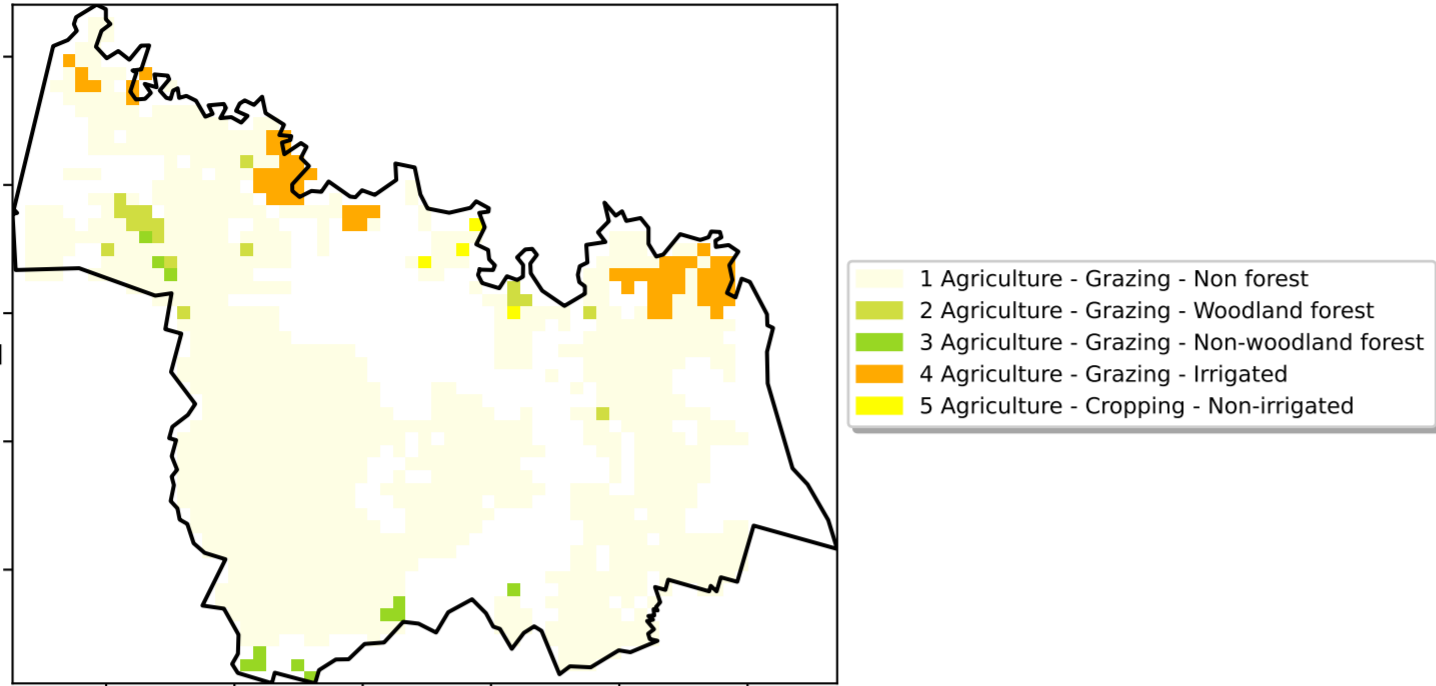 1 Agriculture - Grazing - Non forest
2 Agriculture - Grazing - Woodland forest
3 Agriculture - Grazing - Non-woodland forest
4 Agriculture - Grazing - Irrigated
5 Agriculture - Cropping - Non-irrigated